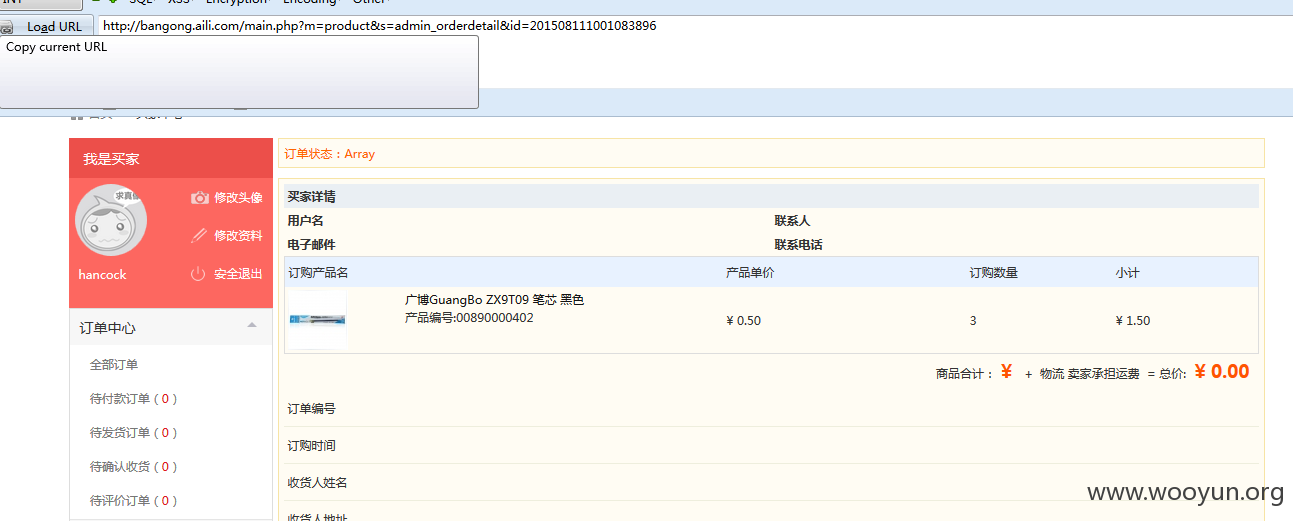 INT SQL XSS Encryption Encoding Other
Load URL http://bangong.aili.com/main.php?m=product&s=admin_orderdetail&id=201508111001083896
Copy current URL
我是买家
订单状态：Array
求真像
修改头像
修改资料
hancock 安全退出
买家详情
用户名 联系人
电子邮件 联系电话
订购产品名 产品单价 订购数量 小计
广博GuangBo ZX9T09 笔芯 黑色
产品编号:00890000402
¥ 0.50 3 ¥ 1.50
商品合计： ¥ + 物流 卖家承担运费 = 总价: ¥ 0.00
订单中心
全部订单
待付款订单 ( 0 )
待发货订单 ( 0 )
待确认收货 ( 0 )
待评价订单 ( 0 )
订单编号
订购时间
收货人姓名
收货人地址
www.wooyun.org